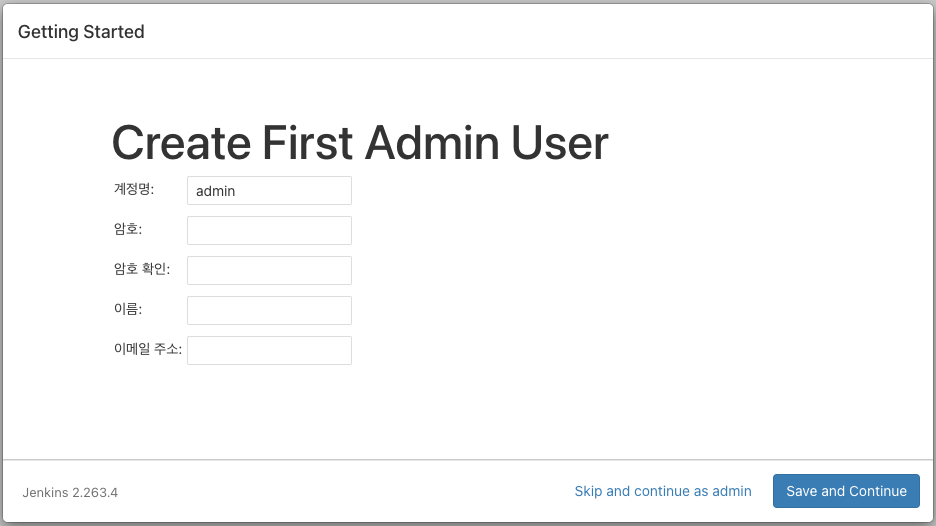 Getting Started
Create First Admin User
계정명: admin
암호:
암호 확인:
이름:
이메일 주소:
Jenkins 2.263.4 Skip and continue as admin Save and Continue